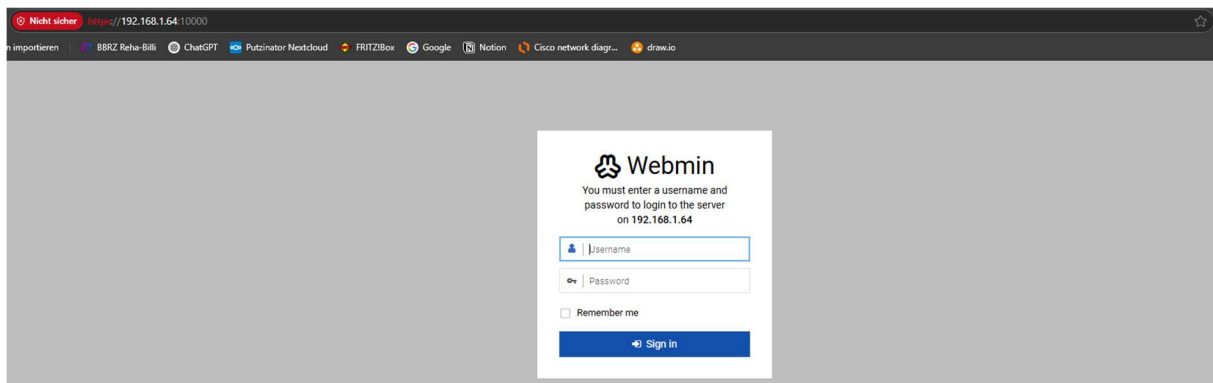 Nicht sicher https://192.168.1.64:10000
n importieren BBRZ Reha-Billi ChatGPT Putzinator Nextcloud FRITZ!Box Google Notion Cisco network diagr... draw.io
Webmin
You must enter a username and
password to login to the server
on 192.168.1.64
Username
Password
Remember me
Sign in